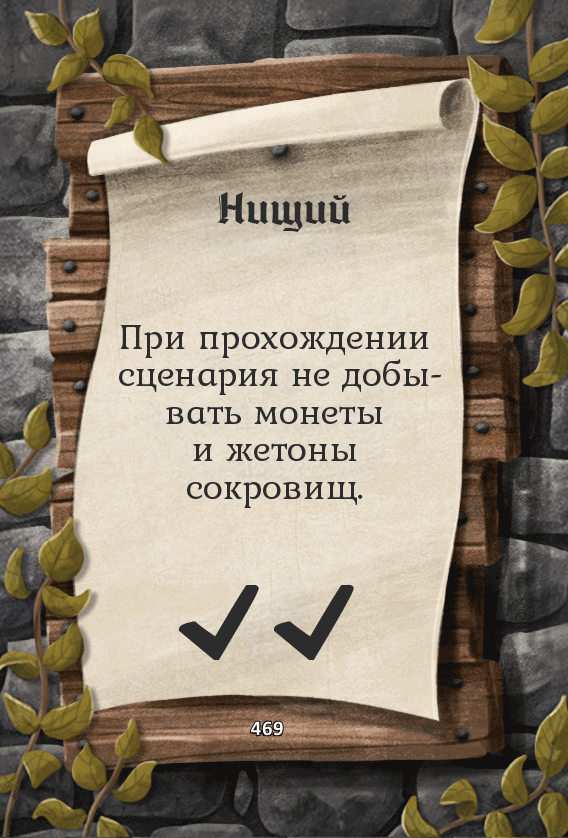 Нищий
При прохождении
сценария не добы-
вать монеты
и жетоны
сокровищ.
469